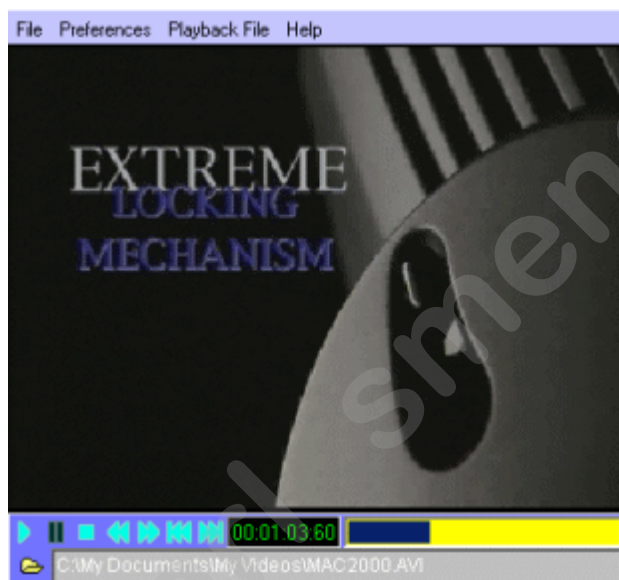 File Preferences Playback File Help
EXTREME
LOCKING
MECHANISM
00:01:03:60
C:\My Documents\My Videos\MAC2000.AVI